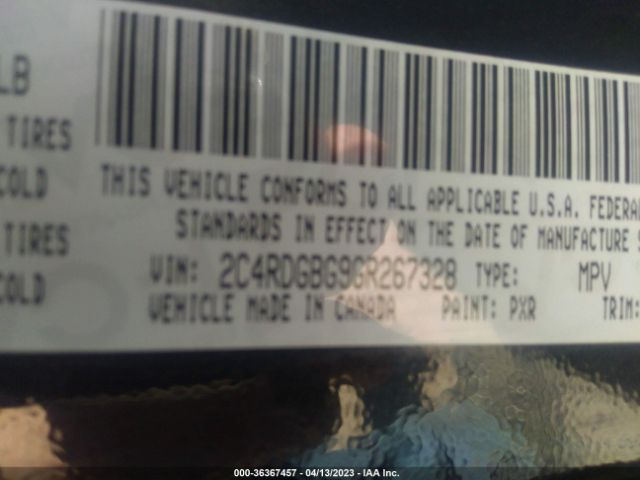 LB
TIRES
COLD
TIRES
COLD
THIS VEHICLE CONFORMS TO ALL APPLICABLE U.S.A. FEDERA
STANDARDS IN EFFECT ON THE DATE OF MANUFACTURE S
VIN: 2C4RDGBG9GR267328 TYPE: MPV
VEHICLE MADE IN CANADA PAINT: PXR TRIM:
000-36367457 - 04/13/2023 - IAA Inc.